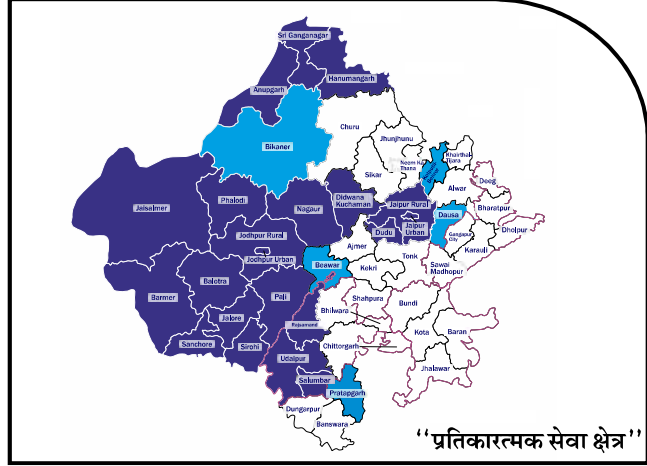 Sri Ganganagar
Hanumangarh
Anupgarh
Churu
Bikaner
Jhunjhunu
Neem Ka
Thana
Khairthal-
Tijara
Sikar
Alwar
Deeg
Jaisalmer
Phalodi
Nagaur
Didwana
Kuchaman
Jaipur Rural
Dausa
Bharatpur
Dudu
Jaipur
Urban
Gangapur
City
Dholpur
Jodhpur Rural
Ajmer
Karauli
Jodhpur Urban
Beawar
Kekri
Tonk
Sawai
Madhopur
Barmer
Balotra
Pali
Shahpura
Bundi
Bhilwara
Jalore
Rajsamand
Kota
Baran
Sanchore
Sirohi
Chittorgarh
Udaipur
Jhalawar
Salumbar
Pratapgarh
Dungarpur
Banswara
‘‘प्रतिकारत्मक सेवा क्षेत्र’’